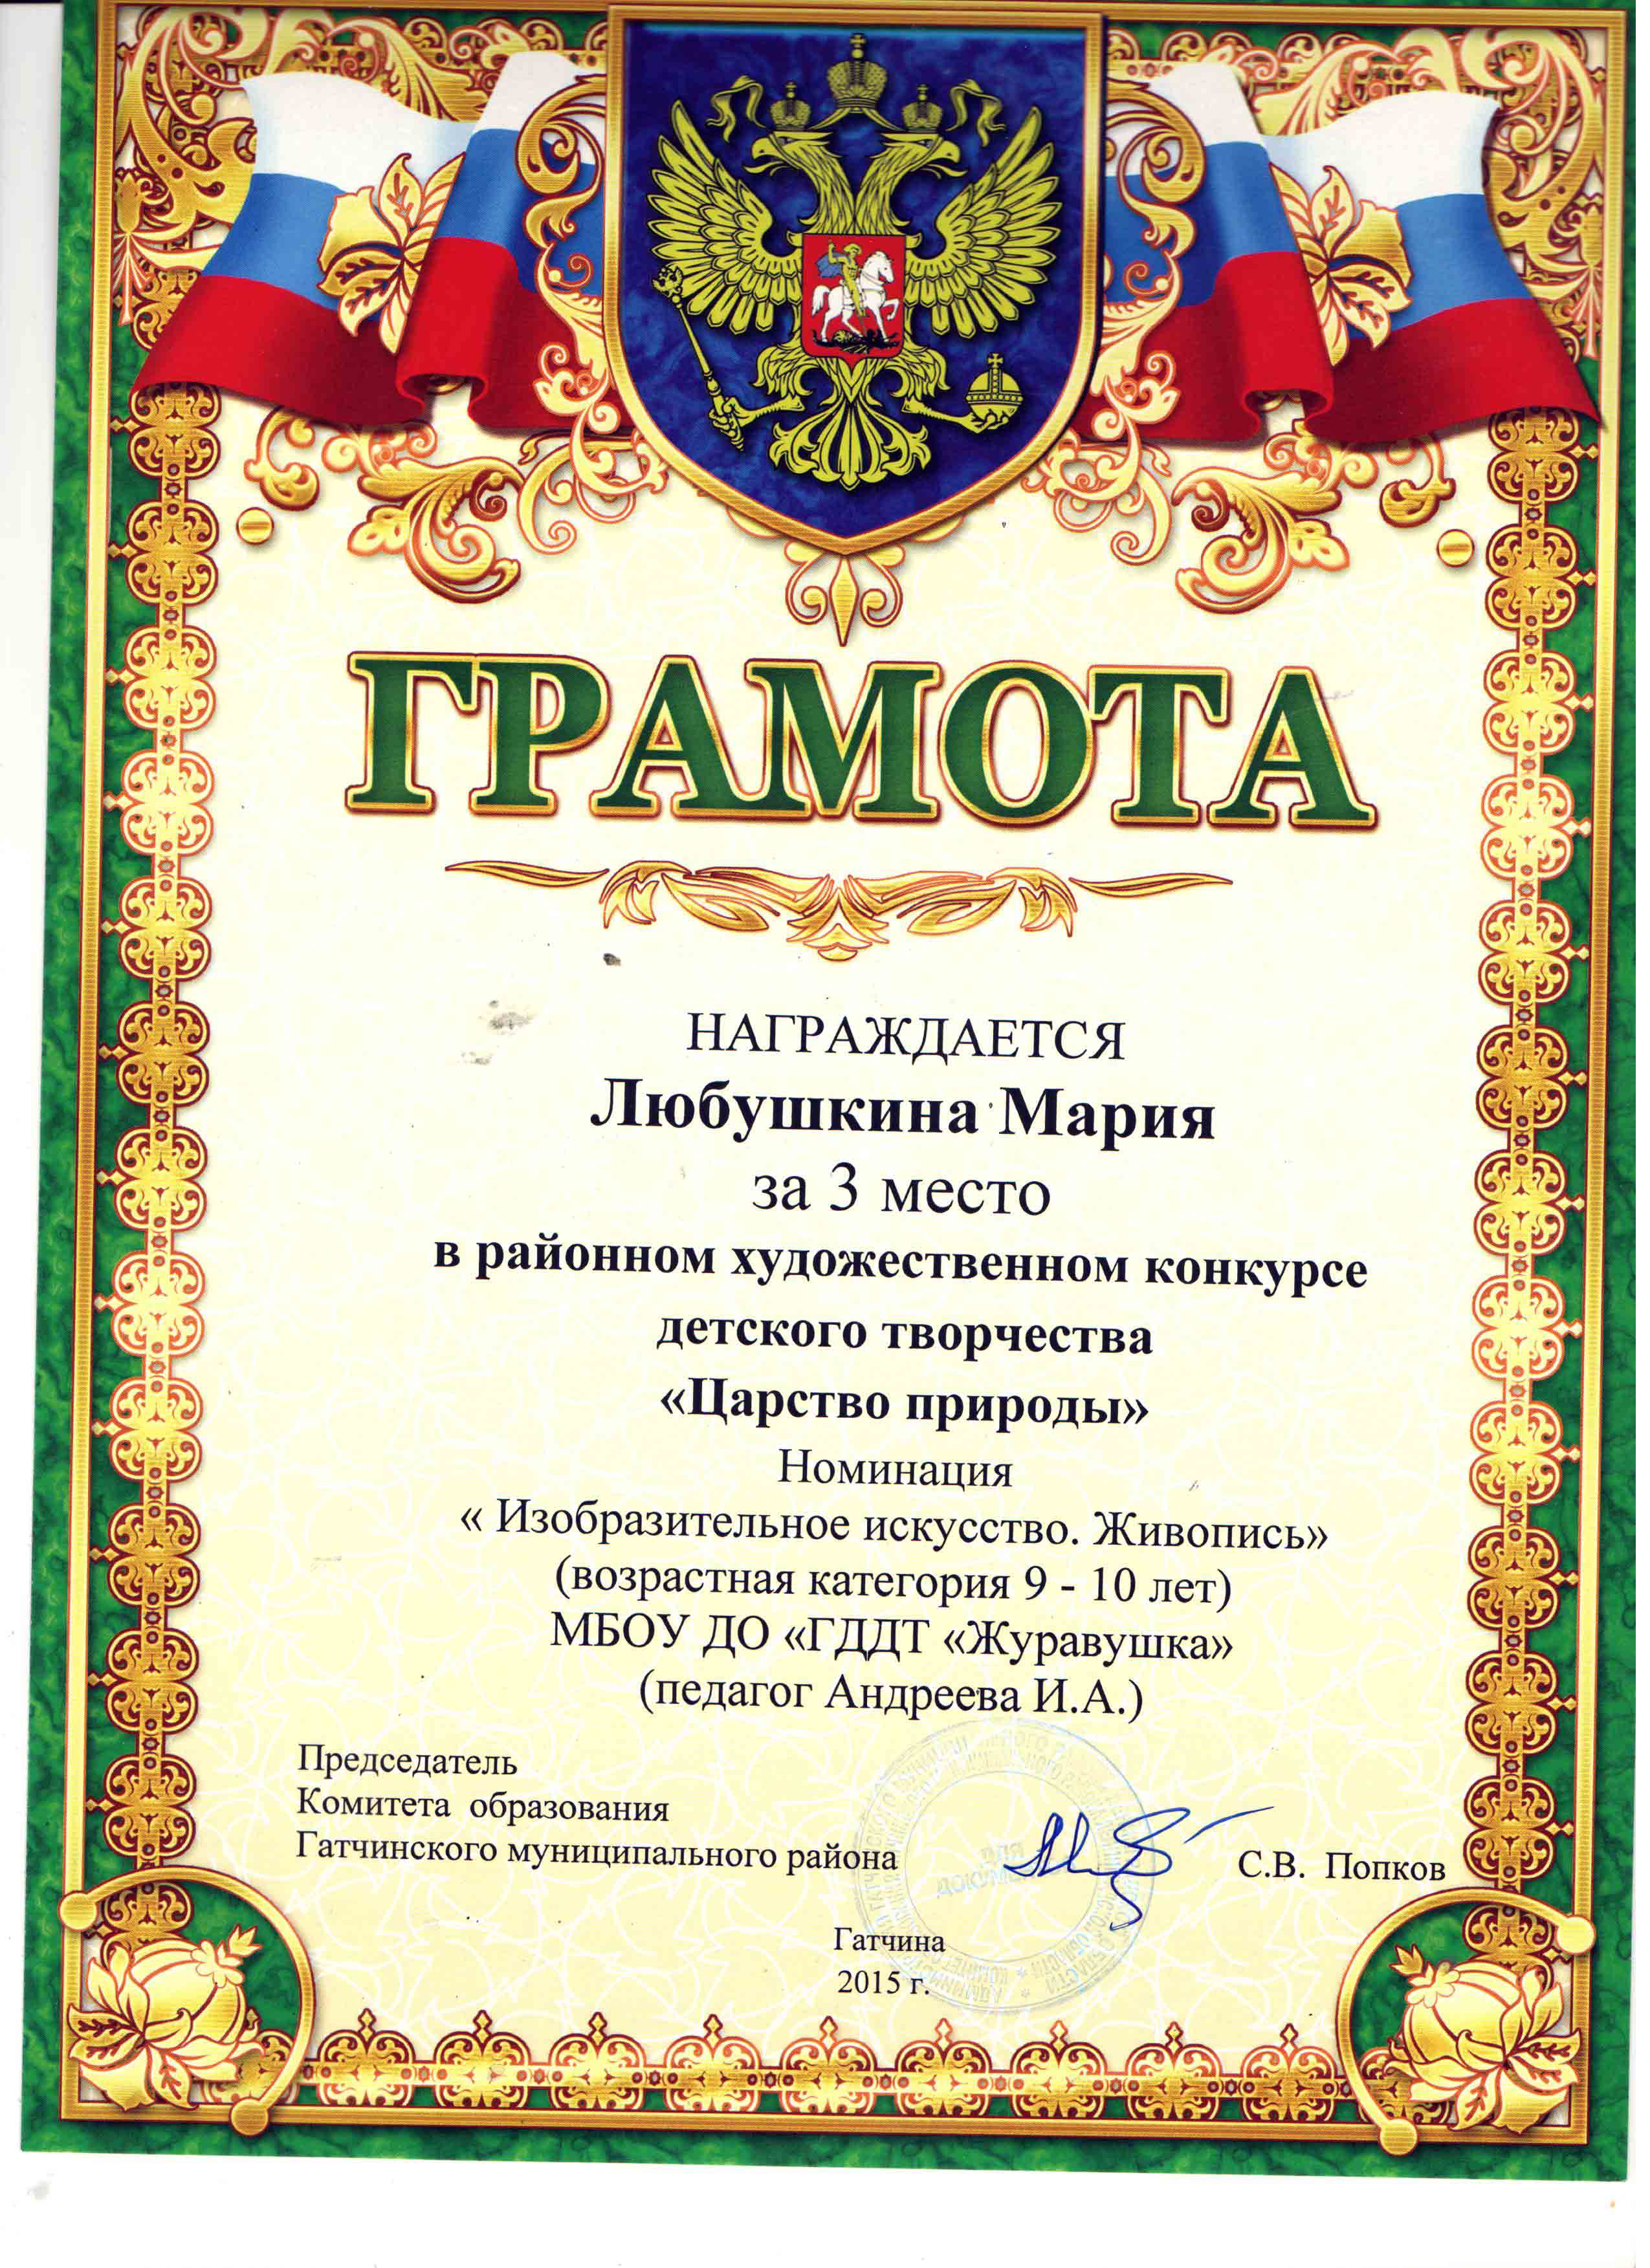 ГРАМОТА
НАГРАЖДАЕТСЯ
Любушкина Мария
за 3 место
в районном художественном конкурсе
детского творчества
«Царство природы»
Номинация
« Изобразительное искусство. Живопись»
(возрастная категория 9 - 10 лет)
МБОУ ДО «ГДДТ «Журавушка»
(педагог Андреева И.А.)
Председатель
Комитета образования
Гатчинского муниципального района
С.В. Попков
Гатчина
2015 г.